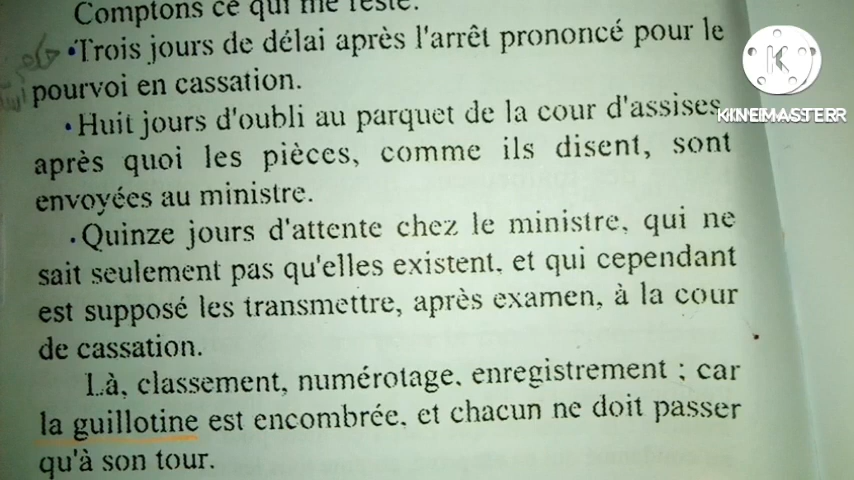 Comptons ce qui me reste.
•Trois jours de délai après l'arrêt prononcé pour le
pourvoi en cassation.
•Huit jours d'oubli au parquet de la cour d'assises,
après quoi les pièces, comme ils disent, sont
envoyées au ministre.
•Quinze jours d'attente chez le ministre, qui ne
sait seulement pas qu'elles existent, et qui cependant
est supposé les transmettre, après examen, à la cour
de cassation.
Là, classement, numérotage, enregistrement ; car
la guillotine est encombrée, et chacun ne doit passer
qu'à son tour.
K